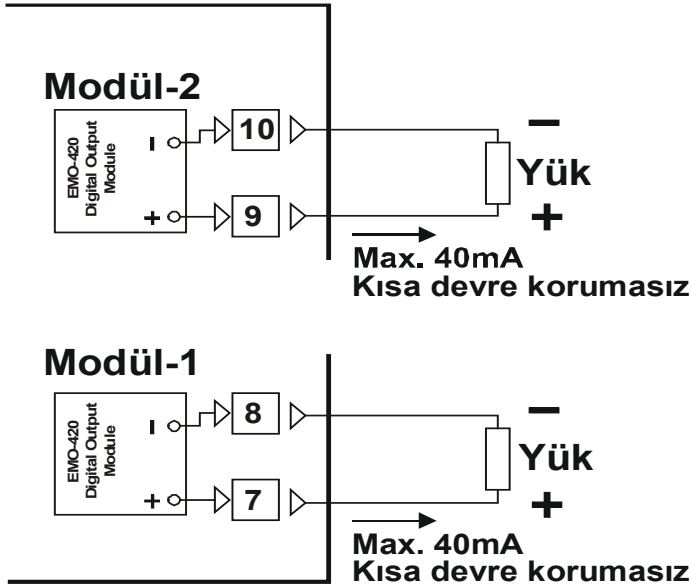 Modül-2
EMO-420
Digital Output
Module
−
+
10
9
−
Yük
+
Max. 40mA
Kısa devre korumasız
Modül-1
EMO-420
Digital Output
Module
−
+
8
7
−
Yük
+
Max. 40mA
Kısa devre korumasız